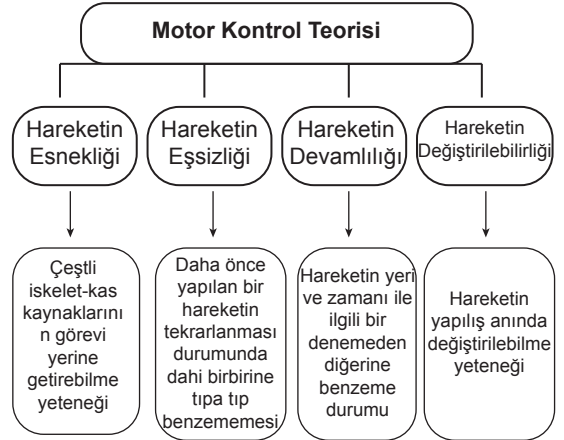 Motor Kontrol Teorisi
Hareketin
Esnekliği
Hareketin
Eşsizliği
Hareketin
Devamlılığı
Hareketin
Değiştirilebilirliği
Çeştli
iskelet-kas
kaynaklarını
n görevi
yerine
getirebilme
yeteneği
Daha önce
yapılan bir
hareketin
tekrarlanması
durumunda
dahi birbirine
tıpa tıp
benzememesi
Hareketin yeri
ve zamanı ile
ilgili bir
denemeden
diğerine
benzeme
durumu
Hareketin
yapılış anında
değiştirilebilme
yeteneği